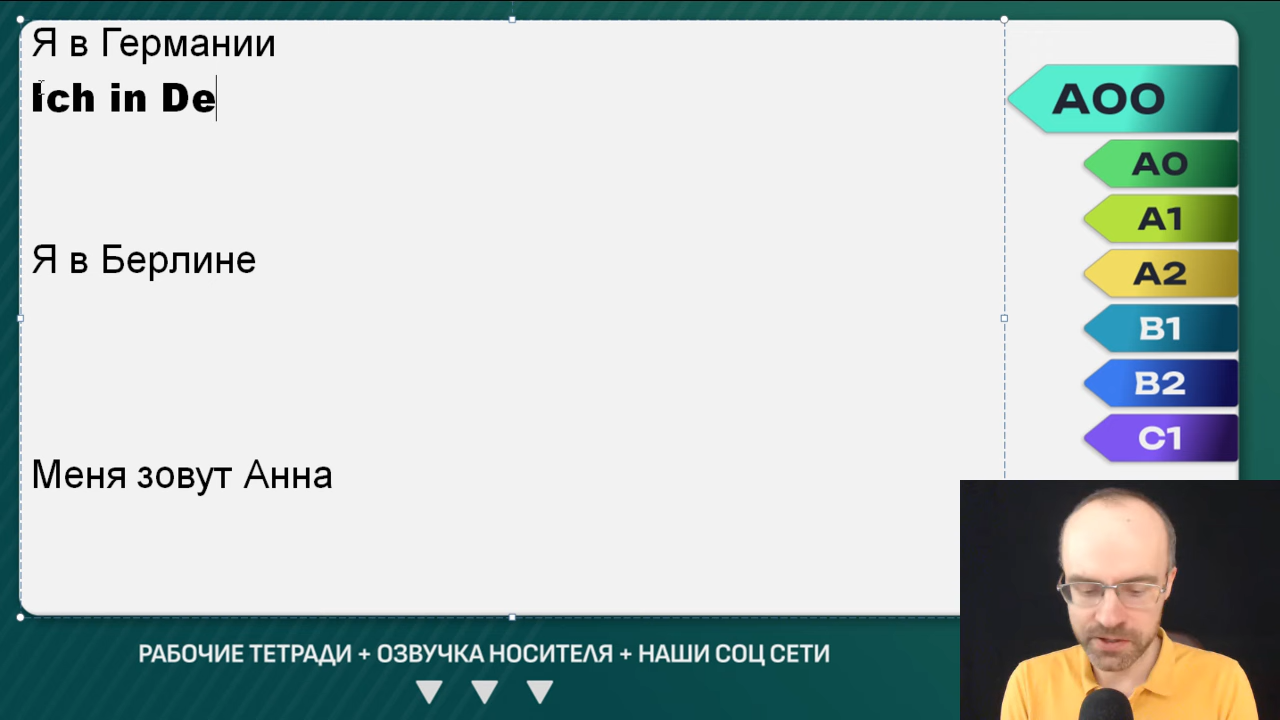 Я в Германии
Ich in De
Я в Берлине
Меня зовут Анна
A00
A0
A1
A2
B1
B2
C1
РАБОЧИЕ ТЕТРАДИ + ОЗВУЧКА НОСИТЕЛЯ + НАШИ СОЦ СЕТИ